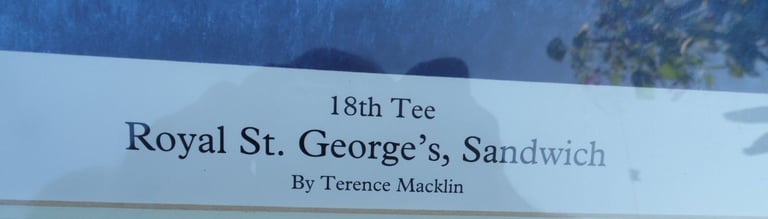 18th Tee
Royal St. George's, Sandwich
By Terence Macklin